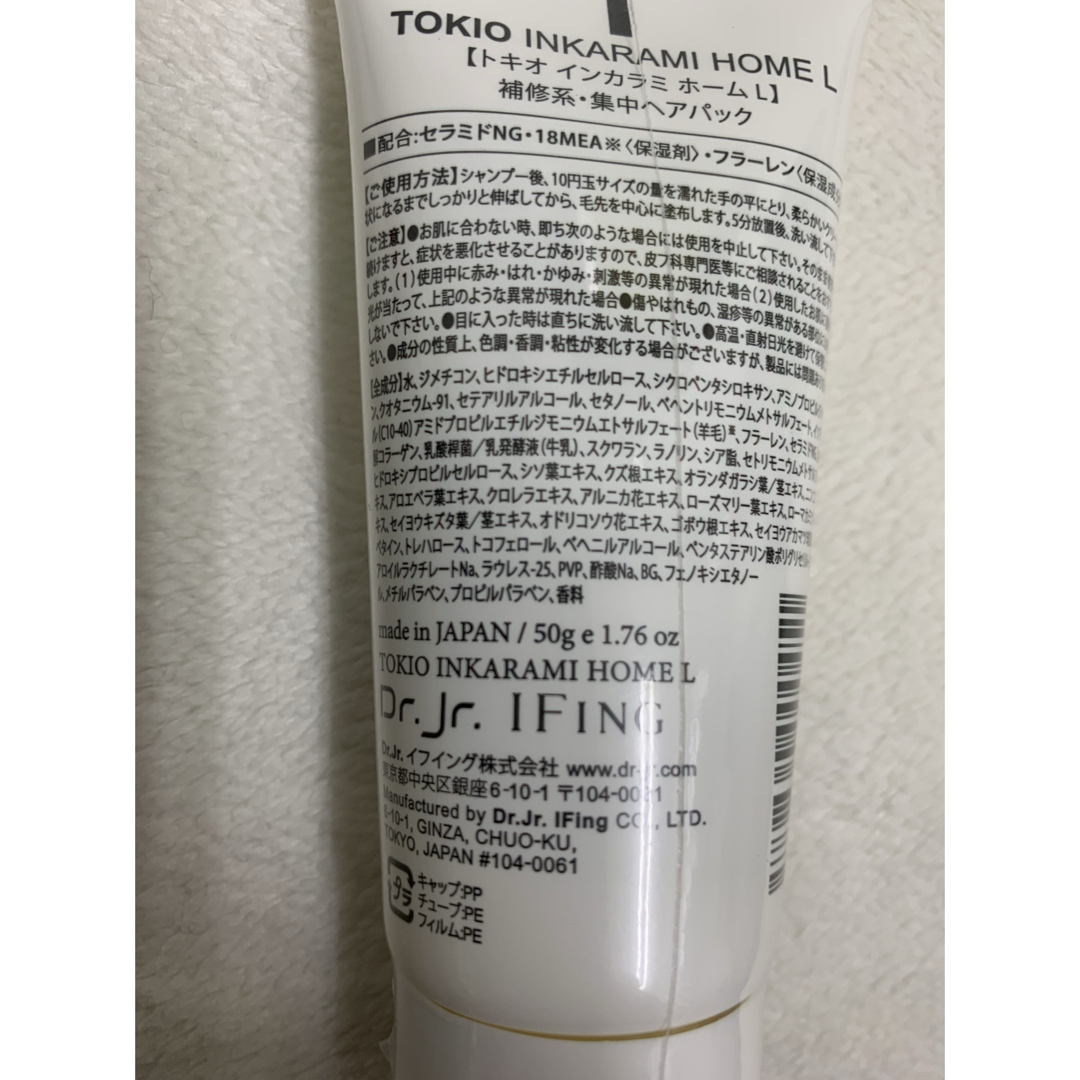 TOKIO INKARAMI HOME L
【トキオ インカラミ ホーム L】
補修系・集中ヘアパック
■配合:セラミドNG・18MEA※〈保湿剤〉・フラーレン〈保湿成分
【ご使用方法】シャンプー後、10円玉サイズの量を濡れた手の平にとり、柔らかいクリー
状になるまでしっかりと伸ばしてから、毛先を中心に塗布します。5分放置後、洗い流して下
【ご注意】●お肌に合わない時、即ち次のような場合には使用を中止して下さい。そのまま
続けますと、症状を悪化させることがありますので、皮フ科専門医等にご相談されることをお
します。(1)使用中に赤み・はれ・かゆみ・刺激等の異常が現れた場合(2)使用したお肌に
光が当たって、上記のような異常が現れた場合●傷やはれもの、湿疹等の異常がある部位
しないで下さい。●目に入った時は直ちに洗い流して下さい。●高温・直射日光を避けて
さい。●成分の性質上、色調・香調・粘性が変化する場合がございますが、製品には問題
【全成分】水、ジメチコン、ヒドロキシエチルセルロース、シクロペンタシロキサン、アミノプロピル
ン、クオタニウム-91、セテアリルアルコール、セタノール、ベヘントリモニウムメトサルフェート、
ル(C10-40)アミドプロピルエチルジモニウムエトサルフェート(羊毛)※、フラーレン、セラミド
コラーゲン、乳酸桿菌/乳発酵液(牛乳)、スクワラン、ラノリン、シア脂、セトリモニウムメトサル
ヒドロキシプロピルセルロース、シソ葉エキス、クズ根エキス、オランダガラシ葉/茎エキス、
キス、アロエベラ葉エキス、クロレラエキス、アルニカ花エキス、ローズマリー葉エキス、ローマカミ
キス、セイヨウキズタ葉/茎エキス、オドリコソウ花エキス、ゴボウ根エキス、セイヨウアカマツ
ベタイン、トレハロース、トコフェロール、ベヘニルアルコール、ペンタステアリン酸ポリグリセリル
アロイルラクチレートNa、ラウレス-25、PVP、酢酸Na、BG、フェノキシエタノー
ル、メチルパラベン、プロピルパラベン、香料
made in JAPAN / 50g e 1.76 oz
TOKIO INKARAMI HOME L
Dr.Jr. IFING
Dr.Jr. イフイング株式会社 www.dr-jr.com
東京都中央区銀座6-10-1 〒104-0061
Manufactured by Dr.Jr. IFing CO., LTD.
6-10-1, GINZA, CHUO-KU,
TOKYO, JAPAN #104-0061
プラ
キャップ:PP
チューブ:PE
フィルム:PE